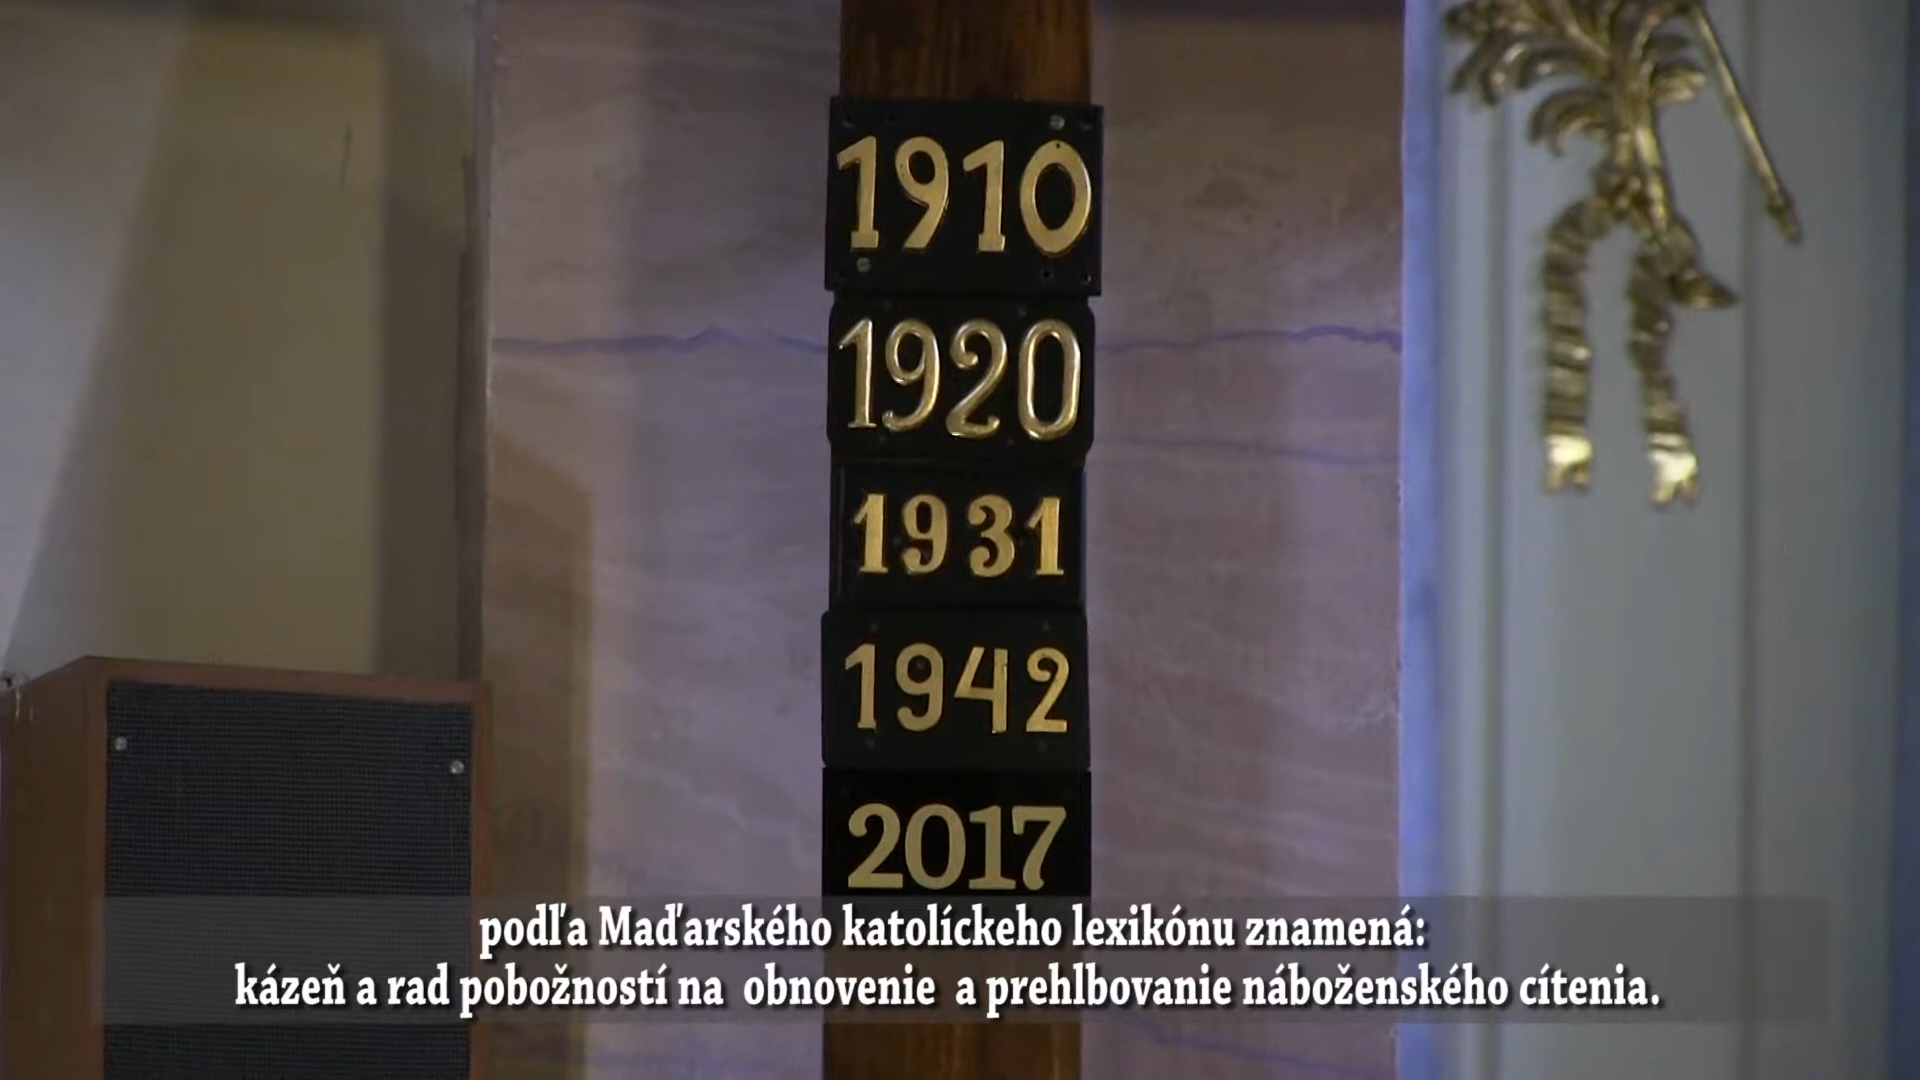 1910
1920
1931
1942
2017
podľa Maďarského katolíckeho lexikónu znamená:
kázeň a rad pobožností na obnovenie a prehlbovanie náboženského cítenia.